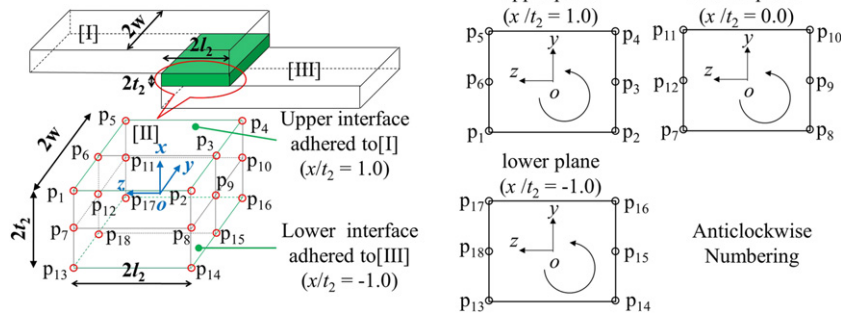 [I]
2w
2l₂
[III]
2t₂
p₅
p₄
[II]
2w
p₆
p₃
Upper interface
adhered to[I]
(x/t₂ = 1.0)
p₁₁
x
y
p₁₀
p₁
z
p₂
p₉
p₁₂
p₁₇
o
p₁₆
2t₂
p₇
p₁₈
p₈
p₁₅
Lower interface
adhered to[III]
(x/t₂ = -1.0)
p₁₃
2l₂
p₁₄
(x/t₂ = 1.0)
p₅
p₄
y
p₆
z
o
p₃
p₁
p₂
(x/t₂ = 0.0)
p₁₁
p₁₀
y
p₁₂
z
o
p₉
p₇
p₈
lower plane
(x/t₂ = -1.0)
p₁₇
p₁₆
y
p₁₈
z
o
p₁₅
p₁₃
p₁₄
Anticlockwise
Numbering